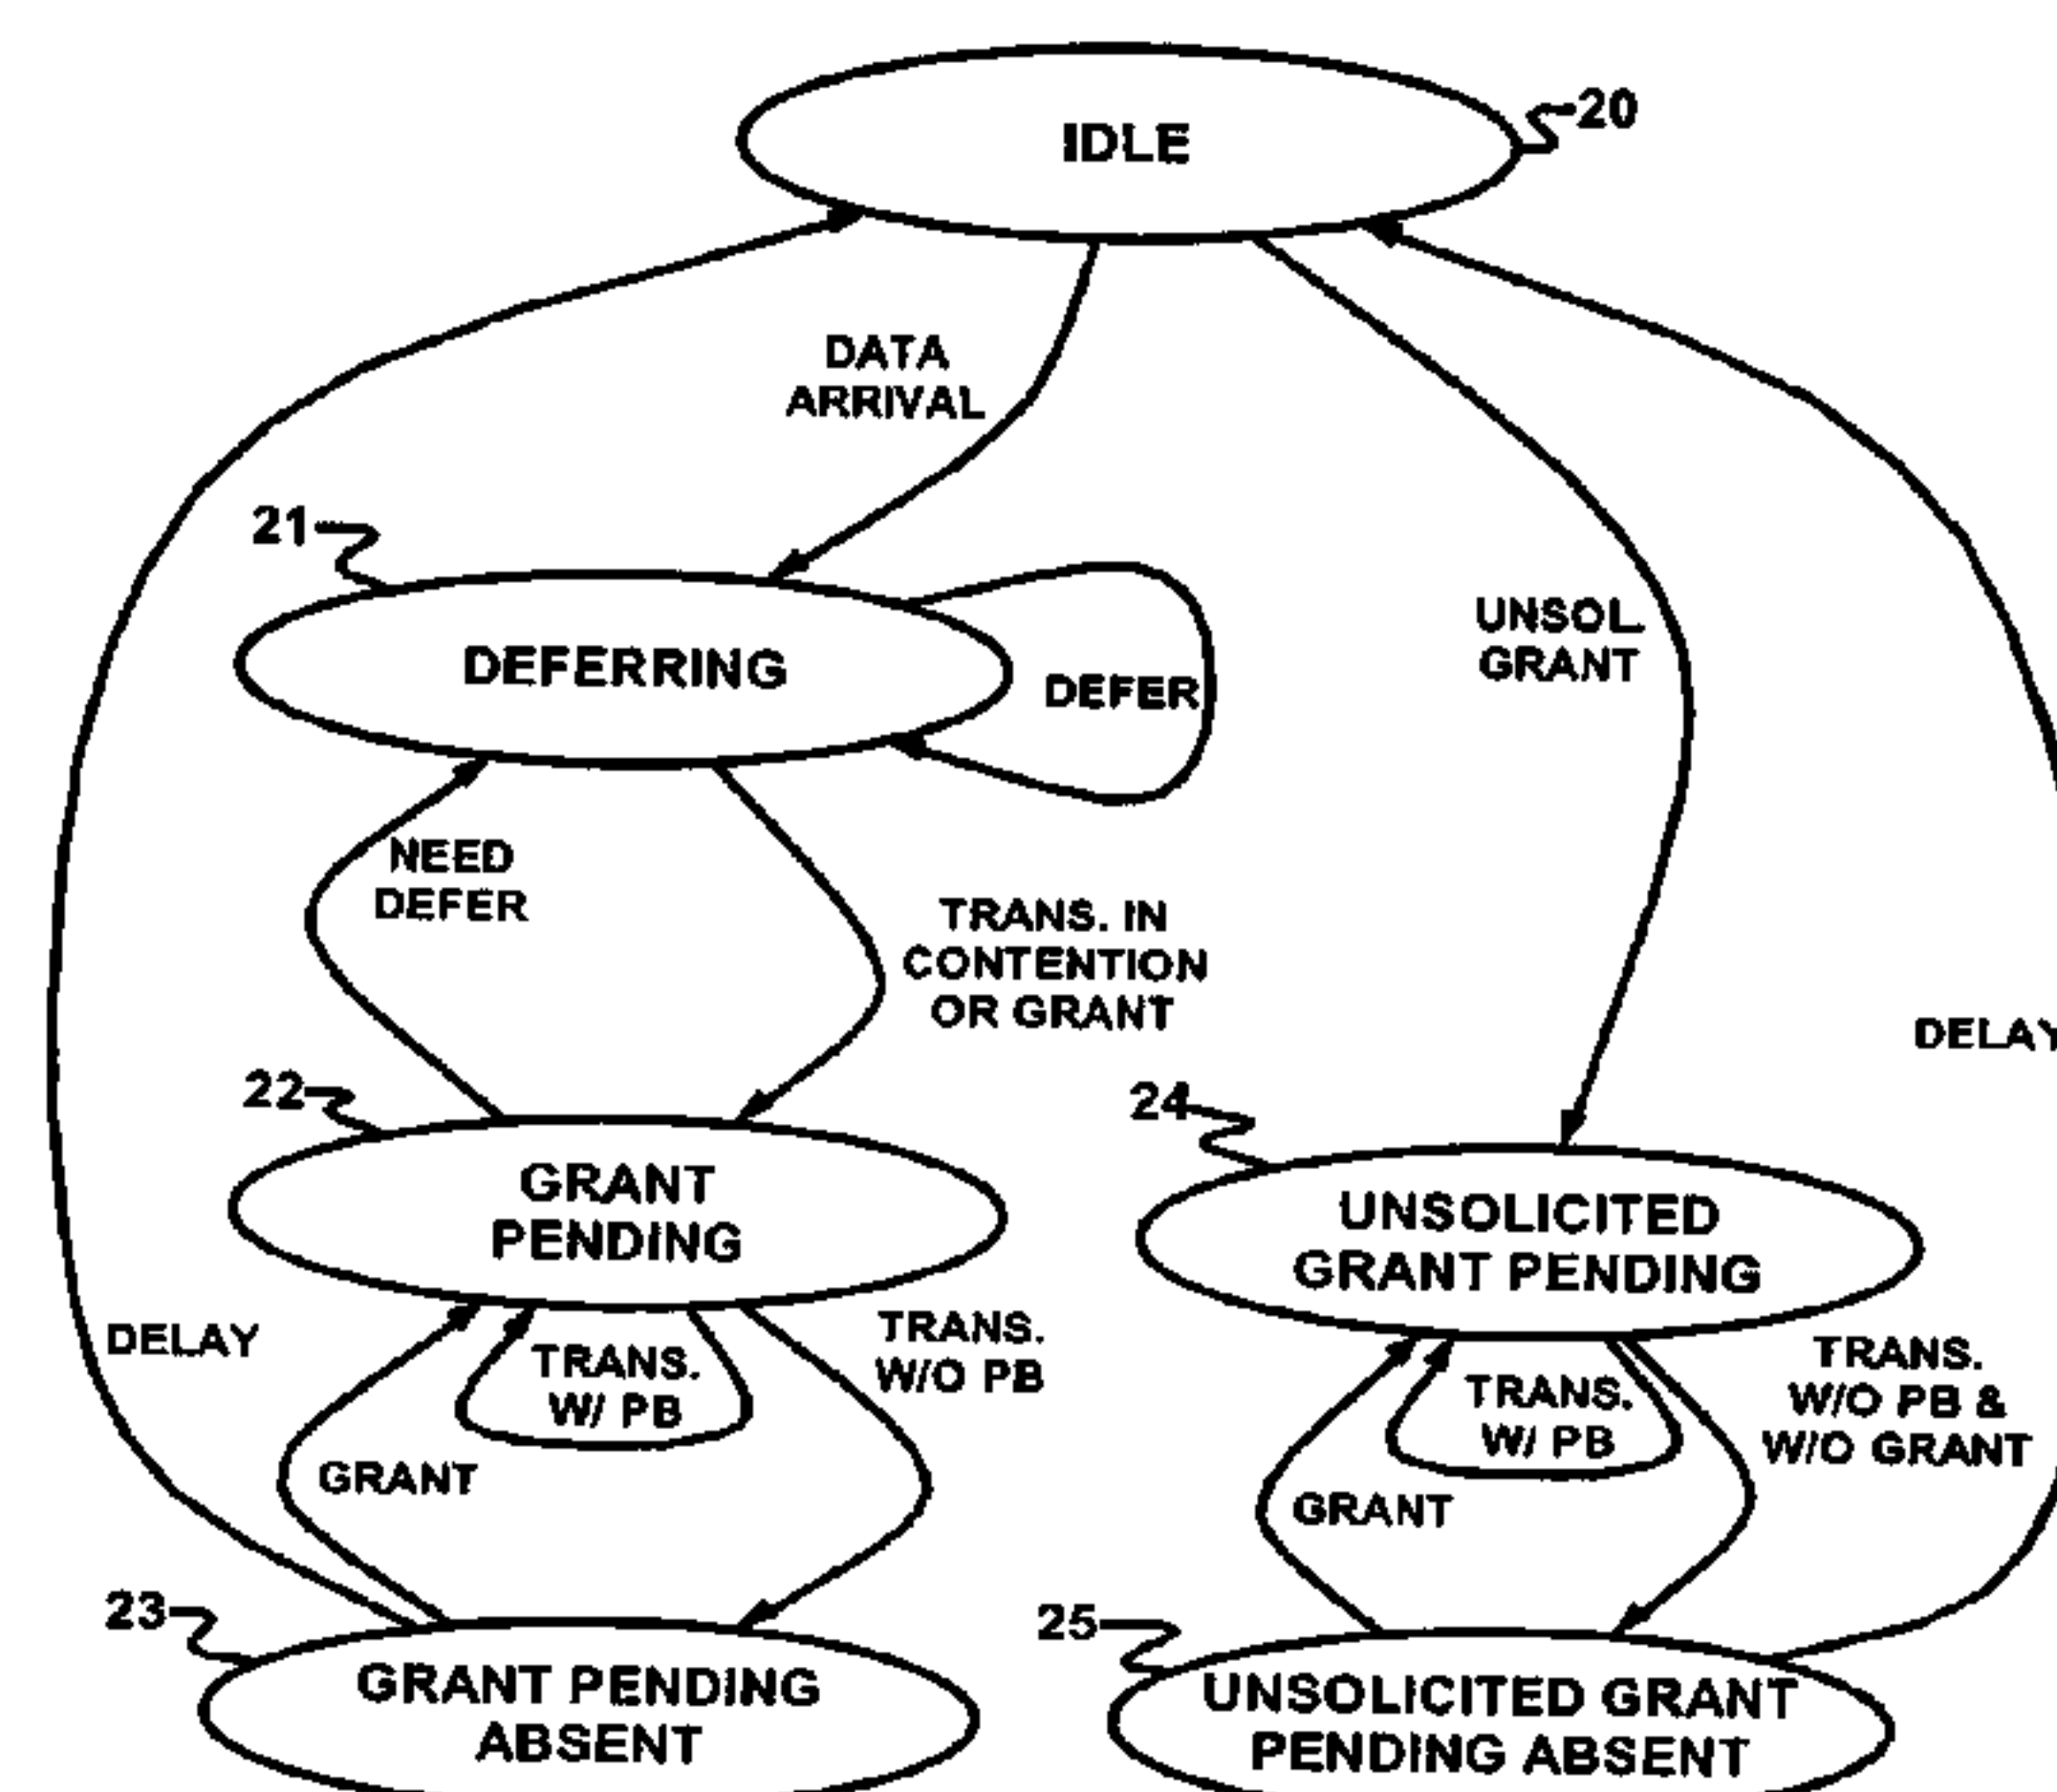 IDLE
20
DATA
ARRIVAL
21
DEFERRING
DEFER
UNSOL.
GRANT
NEED
DEFER
TRANS. IN
CONTENTION
OR GRANT
DELAY
22
24
GRANT
PENDING
UNSOLICITED
GRANT PENDING
DELAY
TRANS.
W/ PB
TRANS.
W/O PB
GRANT
TRANS.
W/ PB
TRANS.
W/O PB &
W/O GRANT
GRANT
23
25
GRANT PENDING
ABSENT
UNSOLICITED GRANT
PENDING ABSENT